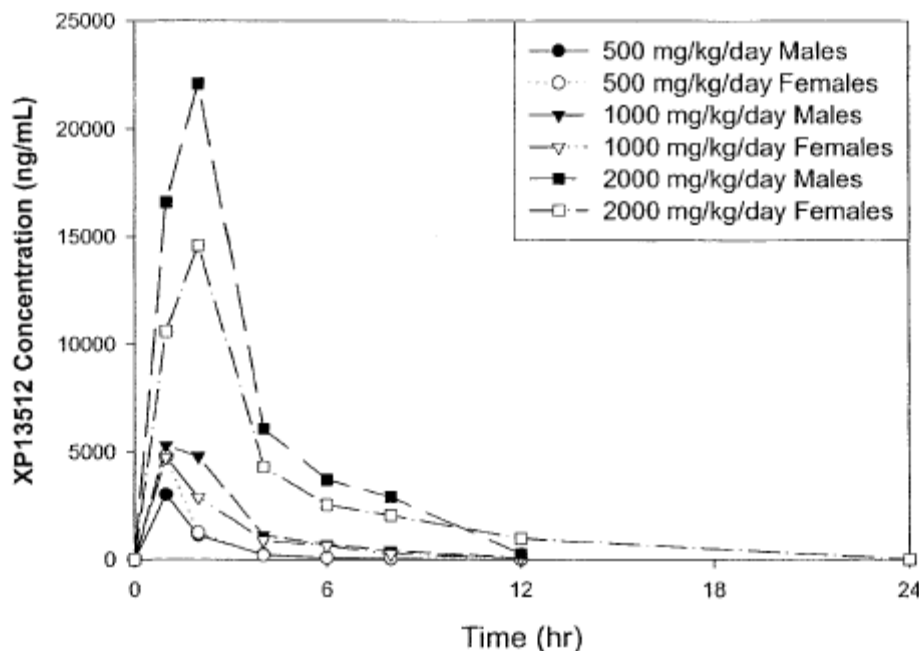 25000
20000
15000
10000
5000
0
XP13512 Concentration (ng/mL)
500 mg/kg/day Males
500 mg/kg/day Females
1000 mg/kg/day Males
1000 mg/kg/day Females
2000 mg/kg/day Males
2000 mg/kg/day Females
0 6 12 18 24
Time (hr)